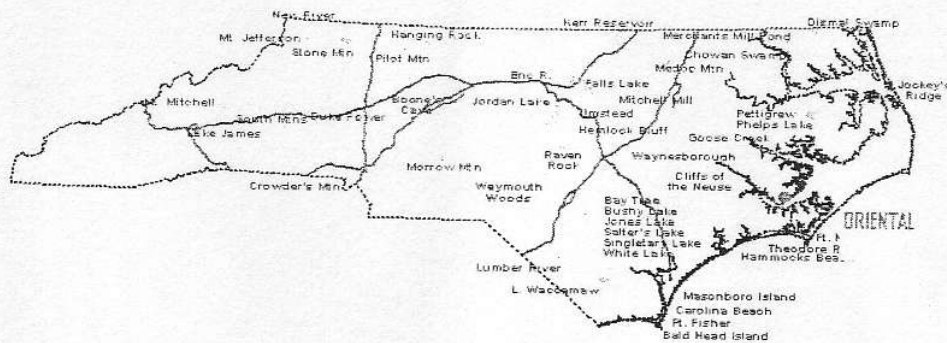 New River
Kerr Reservoir
Dismal Swamp
Mt. Jefferson
Hanging Rock
Merchants Mill Pond
Stone Mtn
Pilot Mtn
Chowan Swamp
Medoc Mtn
Eno R.
Falls Lake
Jockey's
Ridge
Mitchell
Boone's
Cave
Jordan Lake
Mitchell Mill
South Mtns
Duke Power
Umstead
Pettigrew
Phelps Lake
Lake James
Hemlock Bluff
Goose Creek
Morrow Mtn
Raven
Rock
Waynesborough
Crowder's Mtn
Weymouth
Woods
Cliffs of
the Neuse
Bay Tree
Bushy Lake
Jones Lake
Salter's Lake
Singletary Lake
White Lake
ORIENTAL
Ft.
Theodore R
Hammocks Bea
Lumber River
L. Waccamaw
Masonboro Island
Carolina Beach
Ft. Fisher
Bald Head Island